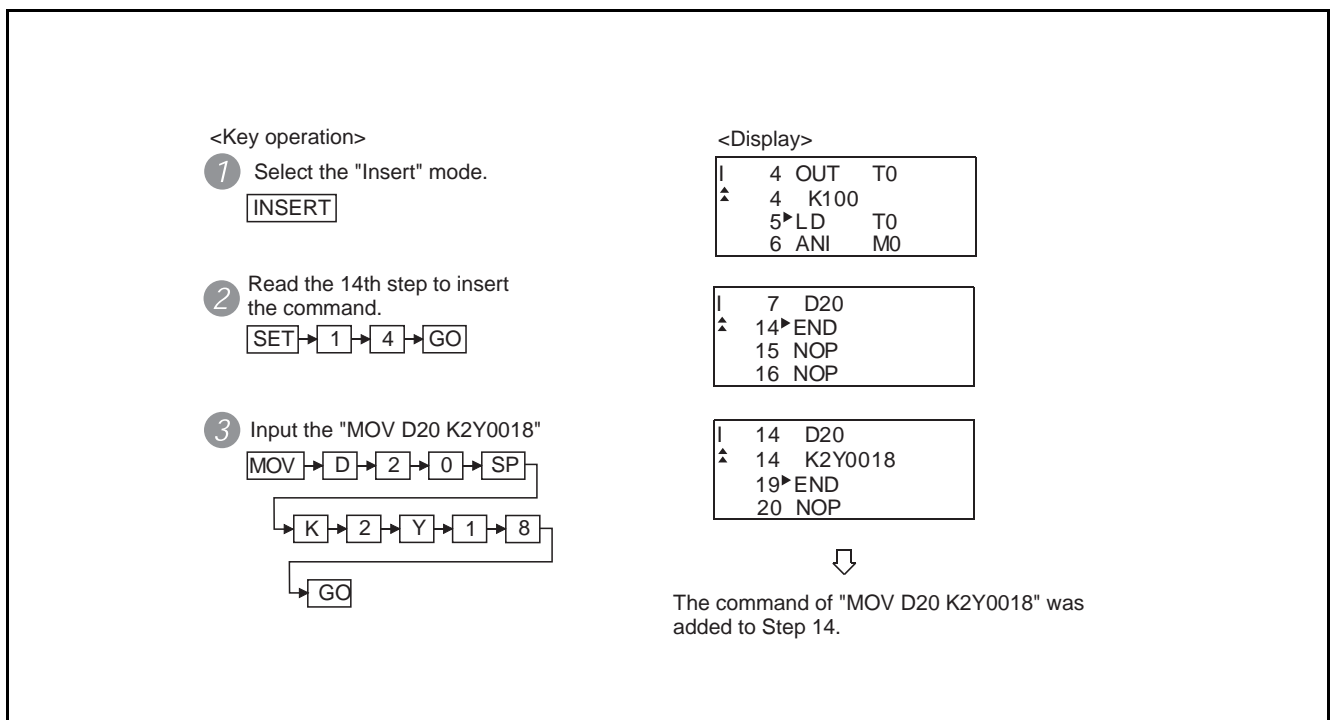 <Key operation>
1 Select the "Insert" mode.
INSERT
2 Read the 14th step to insert
the command.
SET 1 4 GO
3 Input the "MOV D20 K2Y0018"
MOV D 2 0 SP
K 2 Y 1 8
GO
<Display>
I 4 OUT T0
4 K100
5 LD T0
6 ANI M0
I 7 D20
14 END
15 NOP
16 NOP
I 14 D20
14 K2Y0018
19 END
20 NOP
The command of "MOV D20 K2Y0018" was
added to Step 14.